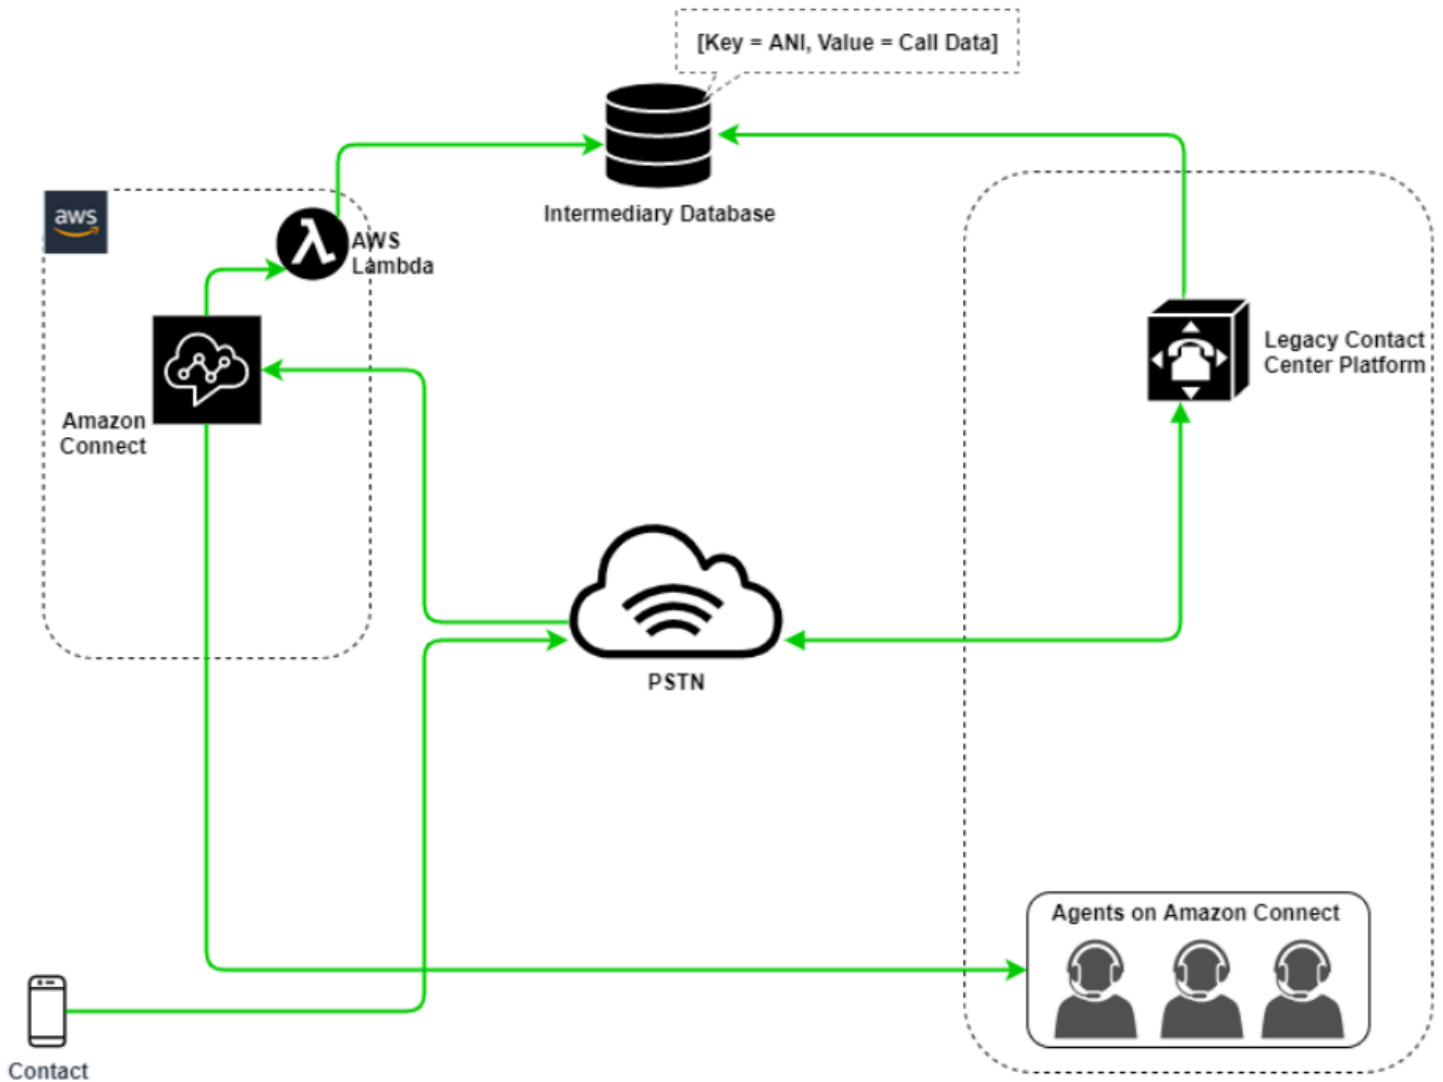 [Key = ANI, Value = Call Data]
Intermediary Database
aws
AWS
Lambda
Legacy Contact
Center Platform
Amazon
Connect
PSTN
Agents on Amazon Connect
Contact